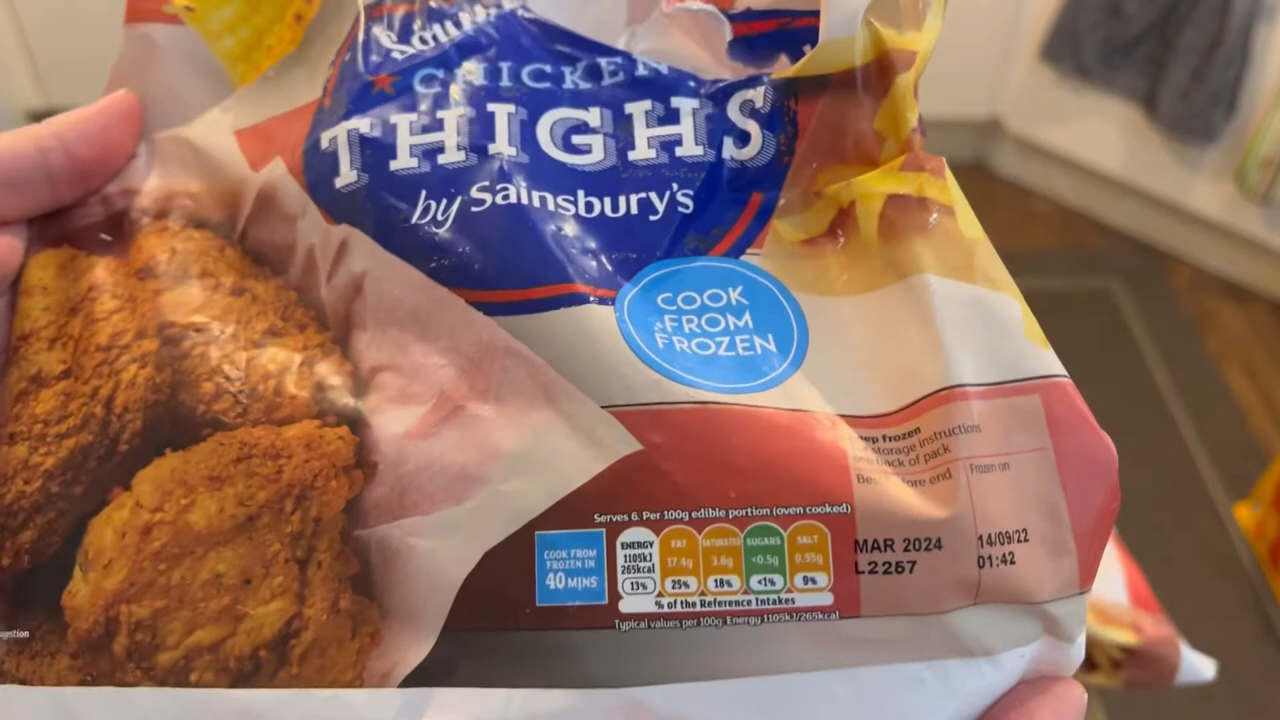 CHICKEN
THIGHS
by Sainsbury's
COOK
FROM
FROZEN
frozen
storage instructions
back of pack
end
Frozen on
MAR 2024
L2257
14/09/22
01:42
Serves 6. Per 100g edible portion (oven cooked)
COOK FROM
FROZEN IN
40 MINS
ENERGY
1105kJ
265kcal
13%
FAT
17.4g
25%
SATURATES
3.6g
18%
SUGARS
<0.5g
<1%
SALT
0.55g
9%
% of the Reference Intakes
Typical values per 100g: Energy 1105kJ/265kcal